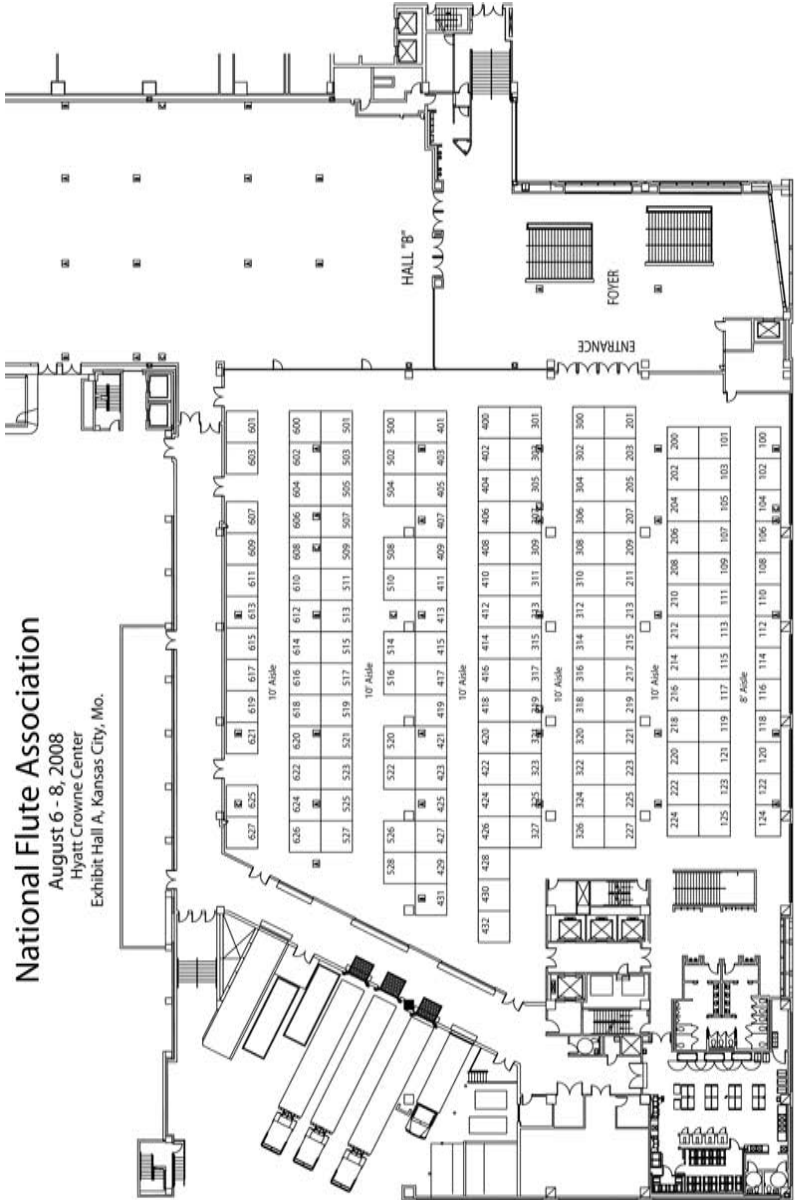 National Flute Association
August 6 - 8, 2008
Hyatt Crowne Center
Exhibit Hall A, Kansas City, Mo.
627 625 621 619 617 615 613 611 609 607 603 601
10' Aisle
626 624 622 620 618 616 614 612 610 608 606 604 602 600
527 525 523 521 519 517 515 513 511 509 507 505 503 501
10' Aisle
528 526 522 520 516 514 510 508 504 502 500
HALL "B"
431 429 427 425 423 421 419 417 415 413 411 409 407 405 403 401
10' Aisle
432 430 428 426 424 422 420 418 416 414 412 410 408 406 404 402 400
327 325 323 321 319 317 315 313 311 309 307 305 303 301
10' Aisle
326 324 322 320 318 316 314 312 310 308 306 304 302 300
ENTRANCE
FOYER
227 225 223 221 219 217 215 213 211 209 207 205 203 201
10' Aisle
224 222 220 218 216 214 212 210 208 206 204 202 200
125 123 121 119 117 115 113 111 109 107 105 103 101
8' Aisle
124 122 120 118 116 114 112 110 108 106 104 102 100